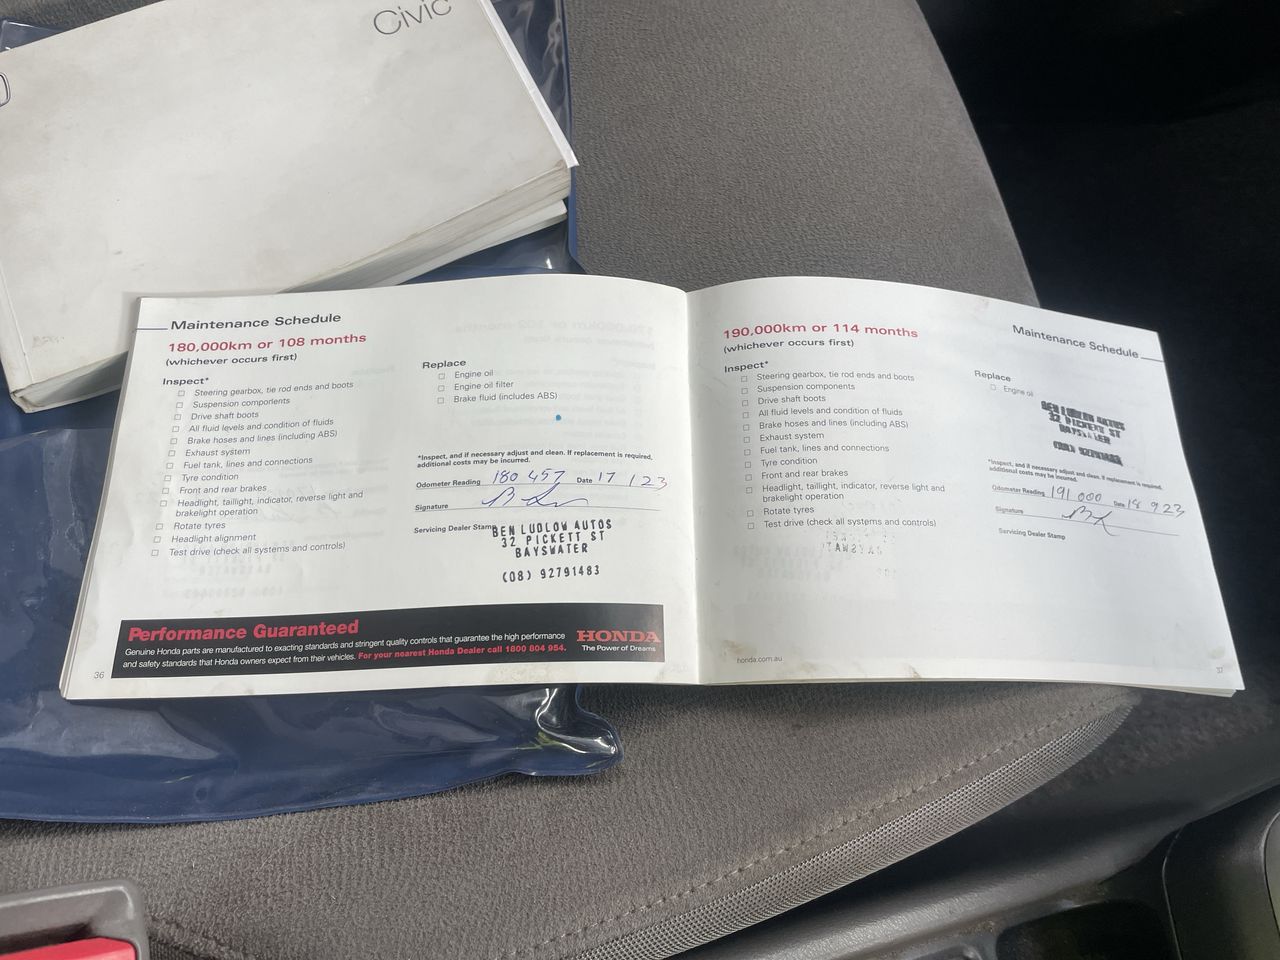 Civic
Maintenance Schedule
180,000km or 108 months
(whichever occurs first)
Inspect*
Steering gearbox, tie rod ends and boots
Suspension components
Drive shaft boots
All fluid levels and condition of fluids
Brake hoses and lines (including ABS)
Exhaust system
Fuel tank, lines and connections
Tyre condition
Front and rear brakes
Headlight, taillight, indicator, reverse light and
brakelight operation
Rotate tyres
Headlight alignment
Test drive (check all systems and controls)
Replace
Engine oil
Engine oil filter
Brake fluid (includes ABS)
*Inspect, and if necessary adjust and clean. If replacement is required,
additional costs may be incurred.
Odometer Reading 180 457 Date 17 1 23
Signature
Servicing Dealer Stamp
BEN LUDLOW AUTOS
32 PICKETT ST
BAYSWATER
(08) 92791483
Performance Guaranteed
Genuine Honda parts are manufactured to exacting standards and stringent quality controls that guarantee the high performance
and safety standards that Honda owners expect from their vehicles. For your nearest Honda Dealer call 1800 804 954.
HONDA
The Power of Dreams
36
Maintenance Schedule
190,000km or 114 months
(whichever occurs first)
Inspect*
Steering gearbox, tie rod ends and boots
Suspension components
Drive shaft boots
All fluid levels and condition of fluids
Brake hoses and lines (including ABS)
Exhaust system
Fuel tank, lines and connections
Tyre condition
Front and rear brakes
Headlight, taillight, indicator, reverse light and
brakelight operation
Rotate tyres
Test drive (check all systems and controls)
Replace
Engine oil
BEN LUDLOW AUTOS
32 PICKETT ST
BAYSWATER
(08) 92791483
*Inspect, and if necessary adjust and clean. If replacement is required,
additional costs may be incurred.
Odometer Reading 191 000 Date 18 9 23
Signature
Servicing Dealer Stamp
honda.com.au
37